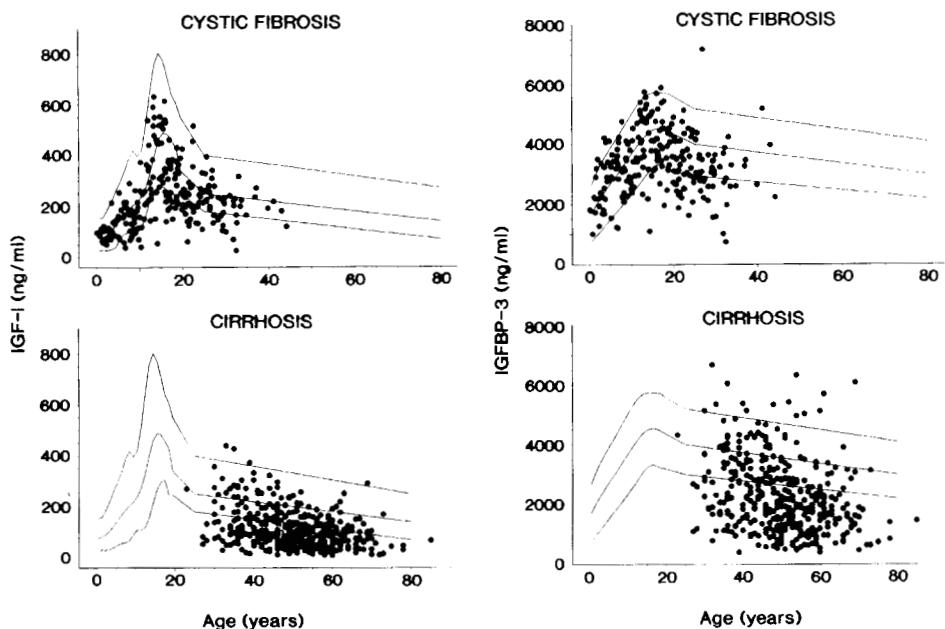 CYSTIC FIBROSIS
800
600
400
200
0
0 20 40 60 80
CYSTIC FIBROSIS
8000
6000
4000
2000
0
0 20 40 60 80
IGF-I (ng/ml)
IGFBP-3 (ng/ml)
CIRRHOSIS
800
600
400
200
0
0 20 40 60 80
Age (years)
CIRRHOSIS
8000
6000
4000
2000
0
0 20 40 60 80
Age (years)